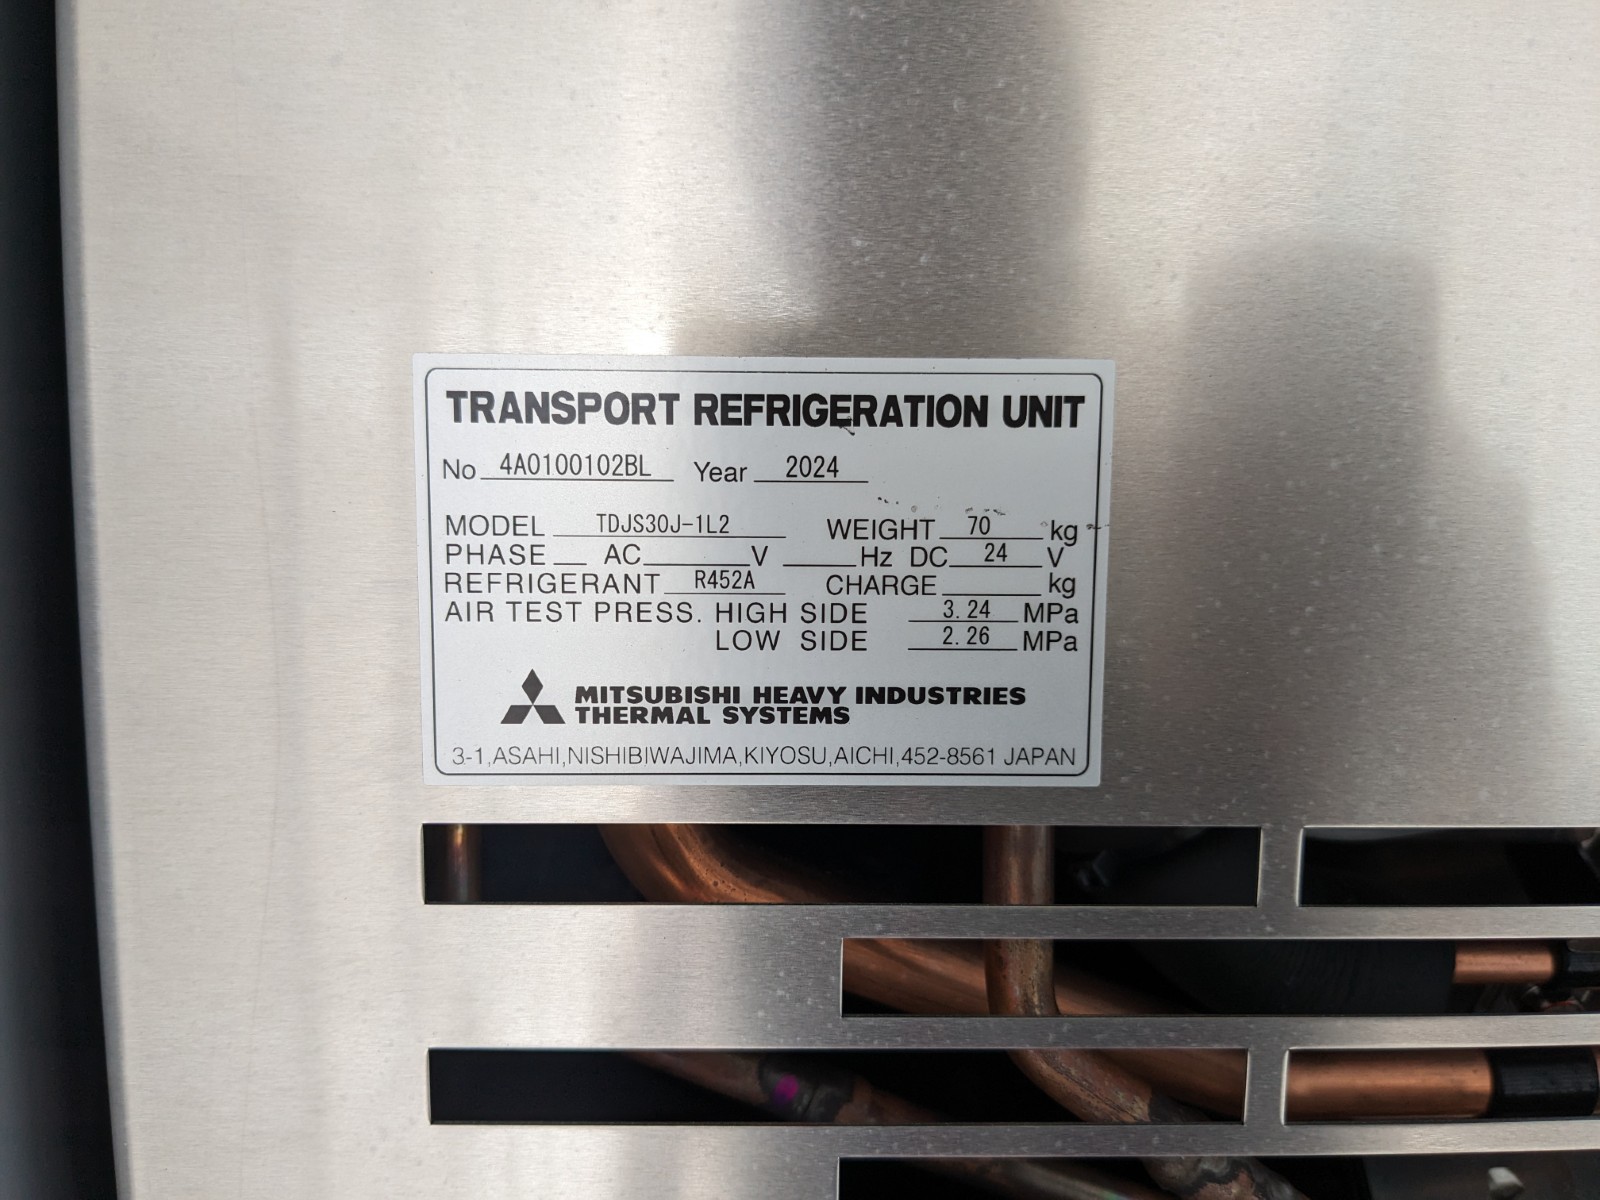 TRANSPORT REFRIGERATION UNIT
No 4A0100102BL Year 2024
MODEL TDJS30J-1L2 WEIGHT 70 kg
PHASE AC V Hz DC 24 V
REFRIGERANT R452A CHARGE kg
AIR TEST PRESS. HIGH SIDE 3.24 MPa
LOW SIDE 2.26 MPa
MITSUBISHI HEAVY INDUSTRIES
THERMAL SYSTEMS
3-1,ASAHI,NISHIBIWAJIMA,KIYOSU,AICHI,452-8561 JAPAN